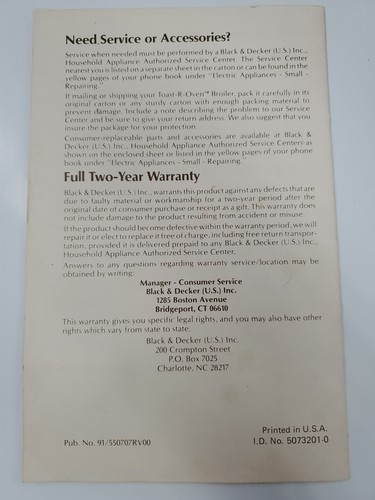 Need Service or Accessories?
Service when needed must be performed by a Black & Decker (U.S.) Inc.,
Household Appliance Authorized Service Center. The Service Center
nearest you is listed on a separate sheet in the carton or can be found in the
yellow pages of your phone book under "Electric Appliances - Small -
Repairing."
If mailing or shipping your Toast-R-Oven™ Broiler, pack it carefully in its
original carton or any sturdy carton with enough packing material to
prevent damage. Include a note describing the problem to our Service
Center and be sure to give your return address. We also suggest that you
insure the package for your protection.
Consumer-replaceable parts and accessories are available at Black &
Decker (U.S.) Inc., Household Appliance Authorized Service Centers as
shown on the enclosed sheet or listed in the yellow pages of your phone
book under "Electric Appliances - Small - Repairing."
Full Two-Year Warranty
Black & Decker (U.S.) Inc., warrants this product against any defects that are
due to faulty material or workmanship for a two-year period after the
original date of consumer purchase or receipt as a gift. This warranty does
not include damage to the product resulting from accident or misuse.
If the product should become defective within the warranty period, we will
repair it or elect to replace it free of charge, including free return transpor-
tation, provided it is delivered prepaid to any Black & Decker (U.S.) Inc.,
Household Appliance Authorized Service Center.
Answers to any questions regarding warranty service/location may be
obtained by writing:
Manager - Consumer Service
Black & Decker (U.S.) Inc.
1285 Boston Avenue
Bridgeport, CT 06610
This warranty gives you specific legal rights, and you may also have other
rights which vary from state to state.
Black & Decker (U.S.) Inc.
200 Crompton Street
P.O. Box 7025
Charlotte, NC 28217
Printed in U.S.A.
Pub. No. 91/550707RV00
I.D. No. 5073201-0